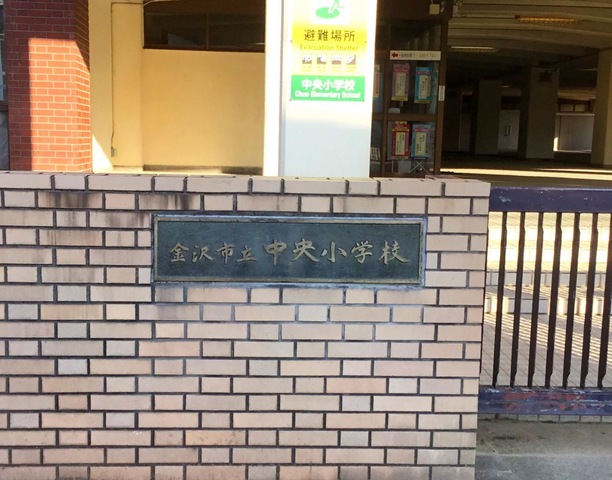 避難場所
Evacuation Shelter
中央小学校
Chuo Elementary School
金沢市立中央小学校